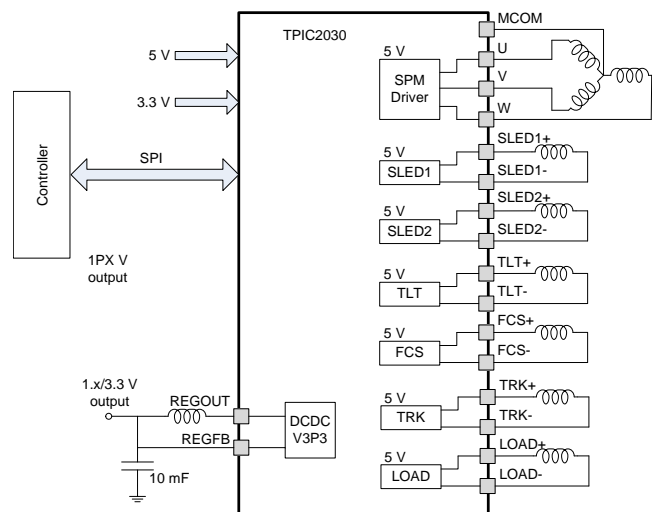 TPIC2030
MCOM
U
V
W
5 V
3.3 V
5 V
SPM
Driver
Controller
SPI
1PX V
output
5 V
SLED1
SLED1+
SLED1-
5 V
SLED2
SLED2+
SLED2-
5 V
TLT
TLT+
TLT-
5 V
FCS
FCS+
FCS-
5 V
TRK
TRK+
TRK-
5 V
LOAD
LOAD+
LOAD-
1.x/3.3 V
output
REGOUT
REGFB
DCDC
V3P3
10 mF